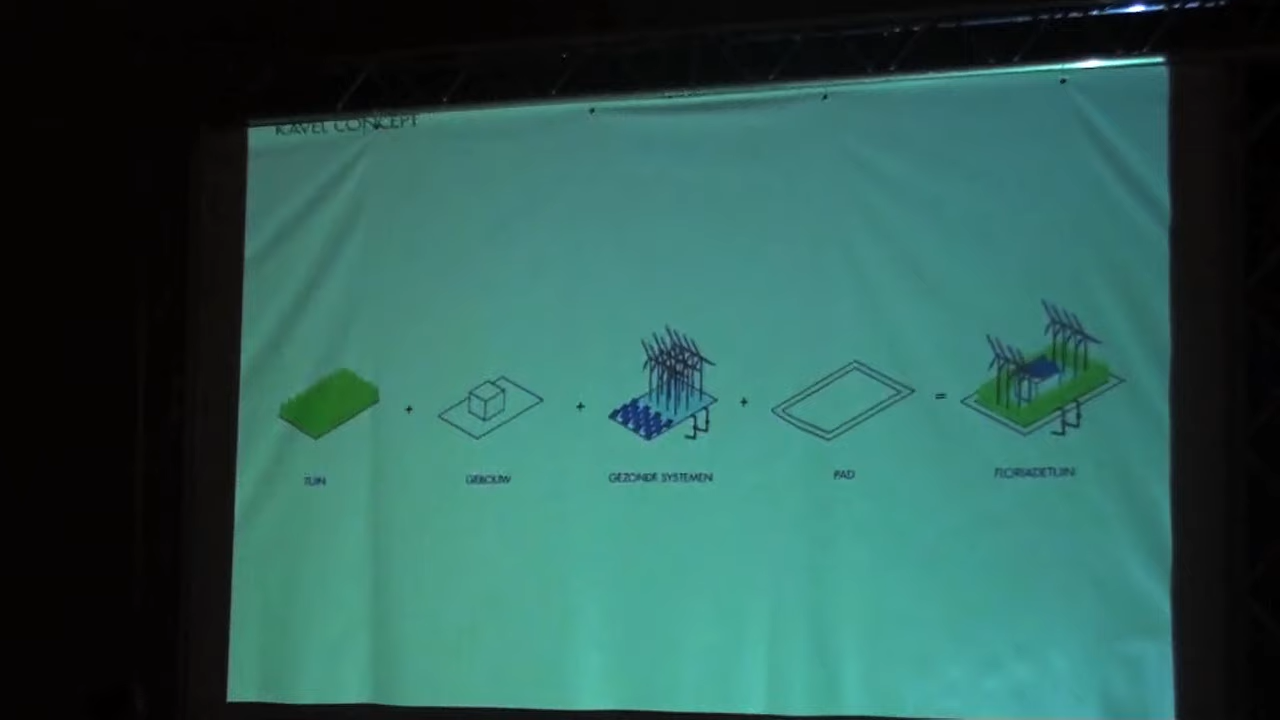 KAVEL CONCEPT
+ + + =
TUIN GEBOUW GEZONDE SYSTEMEN PAD FLORIADETUIN